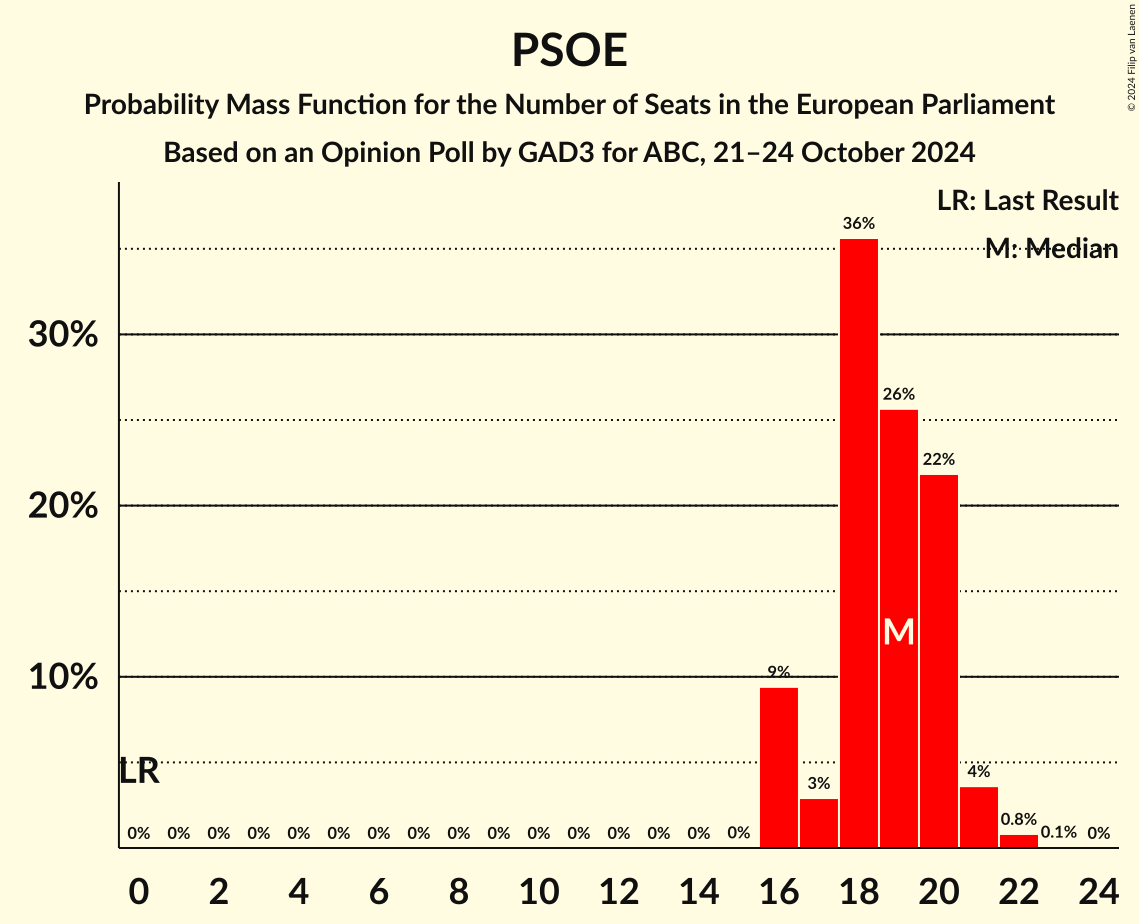 PSOE
Probability Mass Function for the Number of Seats in the European Parliament
Based on an Opinion Poll by GAD3 for ABC, 21–24 October 2024
© 2024 Filip van Laenen
LR: Last Result
M: Median
36%
30%
26%
22%
20%
M
10%
9%
LR
4%
3%
0.8%
0% 0% 0% 0% 0% 0% 0% 0% 0% 0% 0% 0% 0% 0% 0% 0% 0.1% 0%
0 2 4 6 8 10 12 14 16 18 20 22 24